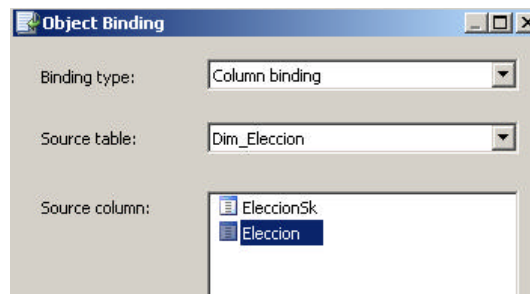 Object Binding
Binding type: Column binding
Source table: Dim_Eleccion
Source column: EleccionSk
Eleccion